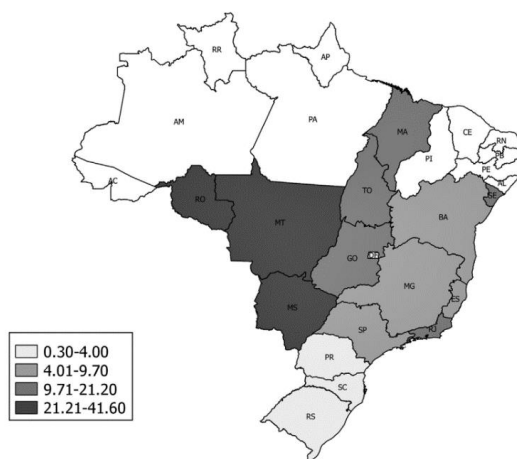 RR
AP
AM
PA
MA
CE
RN
PB
PI
PE
AL
SE
AC
RO
TO
BA
MT
GO
DF
MG
ES
MS
SP
RJ
PR
SC
RS
0.30-4.00
4.01-9.70
9.71-21.20
21.21-41.60